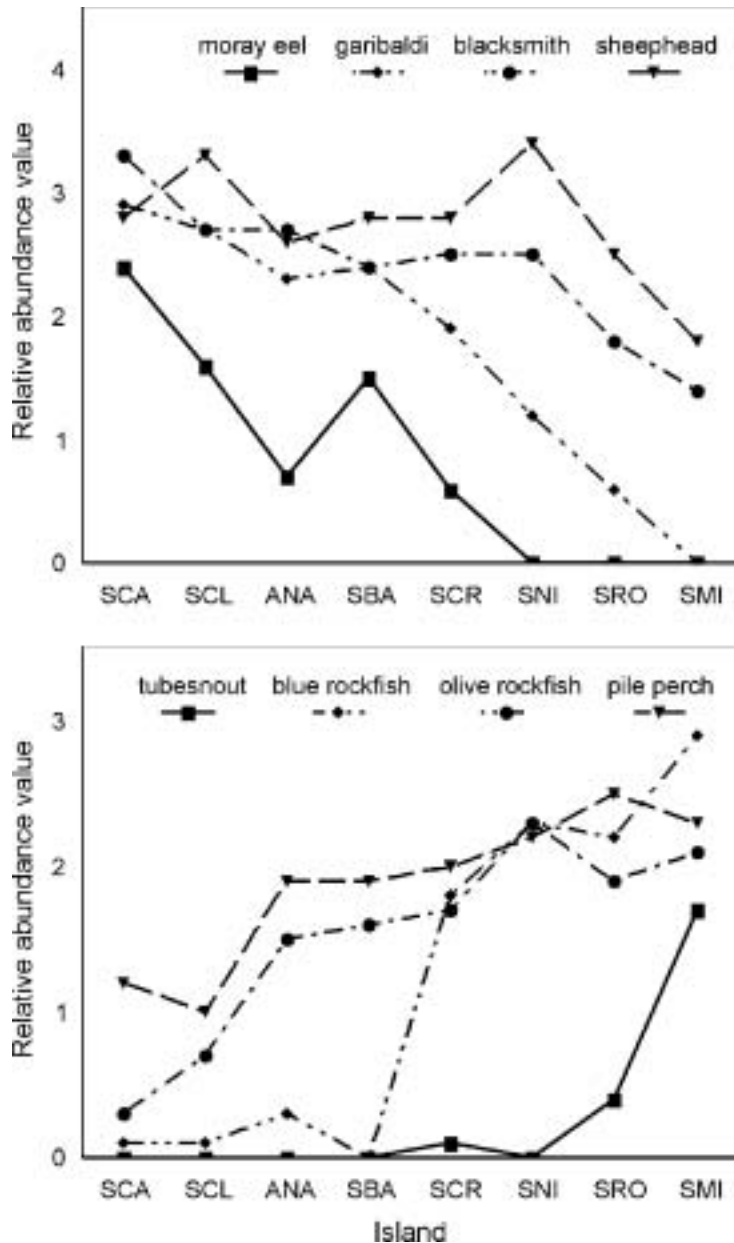 moray eel garibaldi blacksmith sheephead
4
3
2
1
0
Relative abundance value
SCA SCL ANA SBA SCR SNI SRO SMI
tubesnout blue rockfish olive rockfish pile perch
3
2
1
0
Relative abundance value
SCA SCL ANA SBA SCR SNI SRO SMI
Island